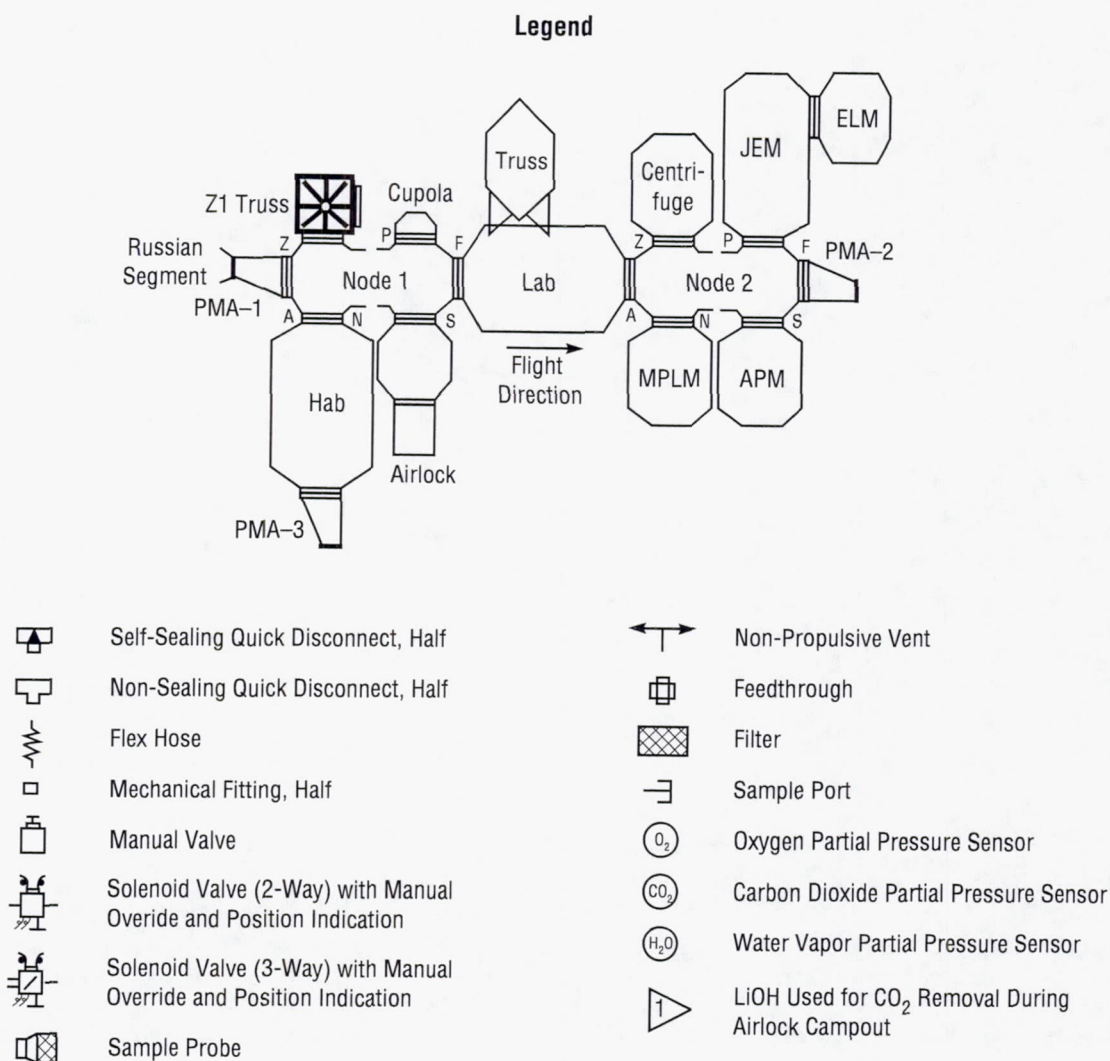 Legend
Z1 Truss
Cupola
Truss
Centri-
fuge
JEM
ELM
Russian
Segment
PMA–1
Z
P
F
A
N
S
Node 1
Lab
Z
P
F
A
N
S
Node 2
PMA–2
Hab
Airlock
PMA–3
Flight
Direction
MPLM
APM
Self-Sealing Quick Disconnect, Half
Non-Sealing Quick Disconnect, Half
Flex Hose
Mechanical Fitting, Half
Manual Valve
Solenoid Valve (2-Way) with Manual
Overide and Position Indication
Solenoid Valve (3-Way) with Manual
Override and Position Indication
Sample Probe
Non-Propulsive Vent
Feedthrough
Filter
Sample Port
O2 Oxygen Partial Pressure Sensor
CO2 Carbon Dioxide Partial Pressure Sensor
H2O Water Vapor Partial Pressure Sensor
1 LiOH Used for CO2 Removal During
Airlock Campout